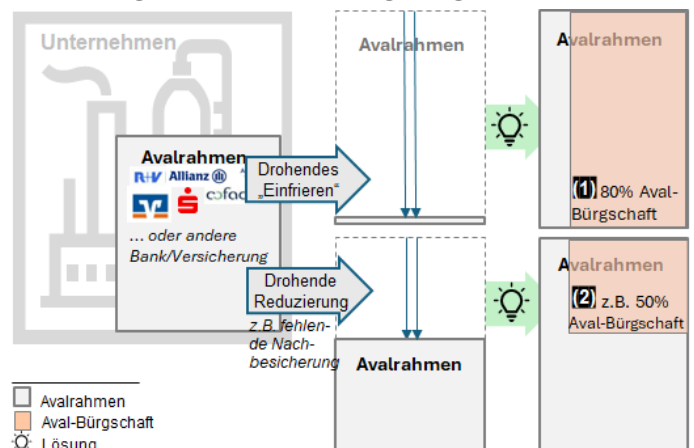 Unternehmen
Avalrahmen
R+V Allianz
cofac
S
... oder andere
Bank/Versicherung
Drohendes
„Einfrieren“
Drohende
Reduzierung
z.B. fehlen-
de Nach-
besicherung
Avalrahmen
Avalrahmen
Avalrahmen
(1) 80% Aval-
Bürgschaft
Avalrahmen
(2) z.B. 50%
Aval-Bürgschaft
Avalrahmen
Aval-Bürgschaft
Lösung